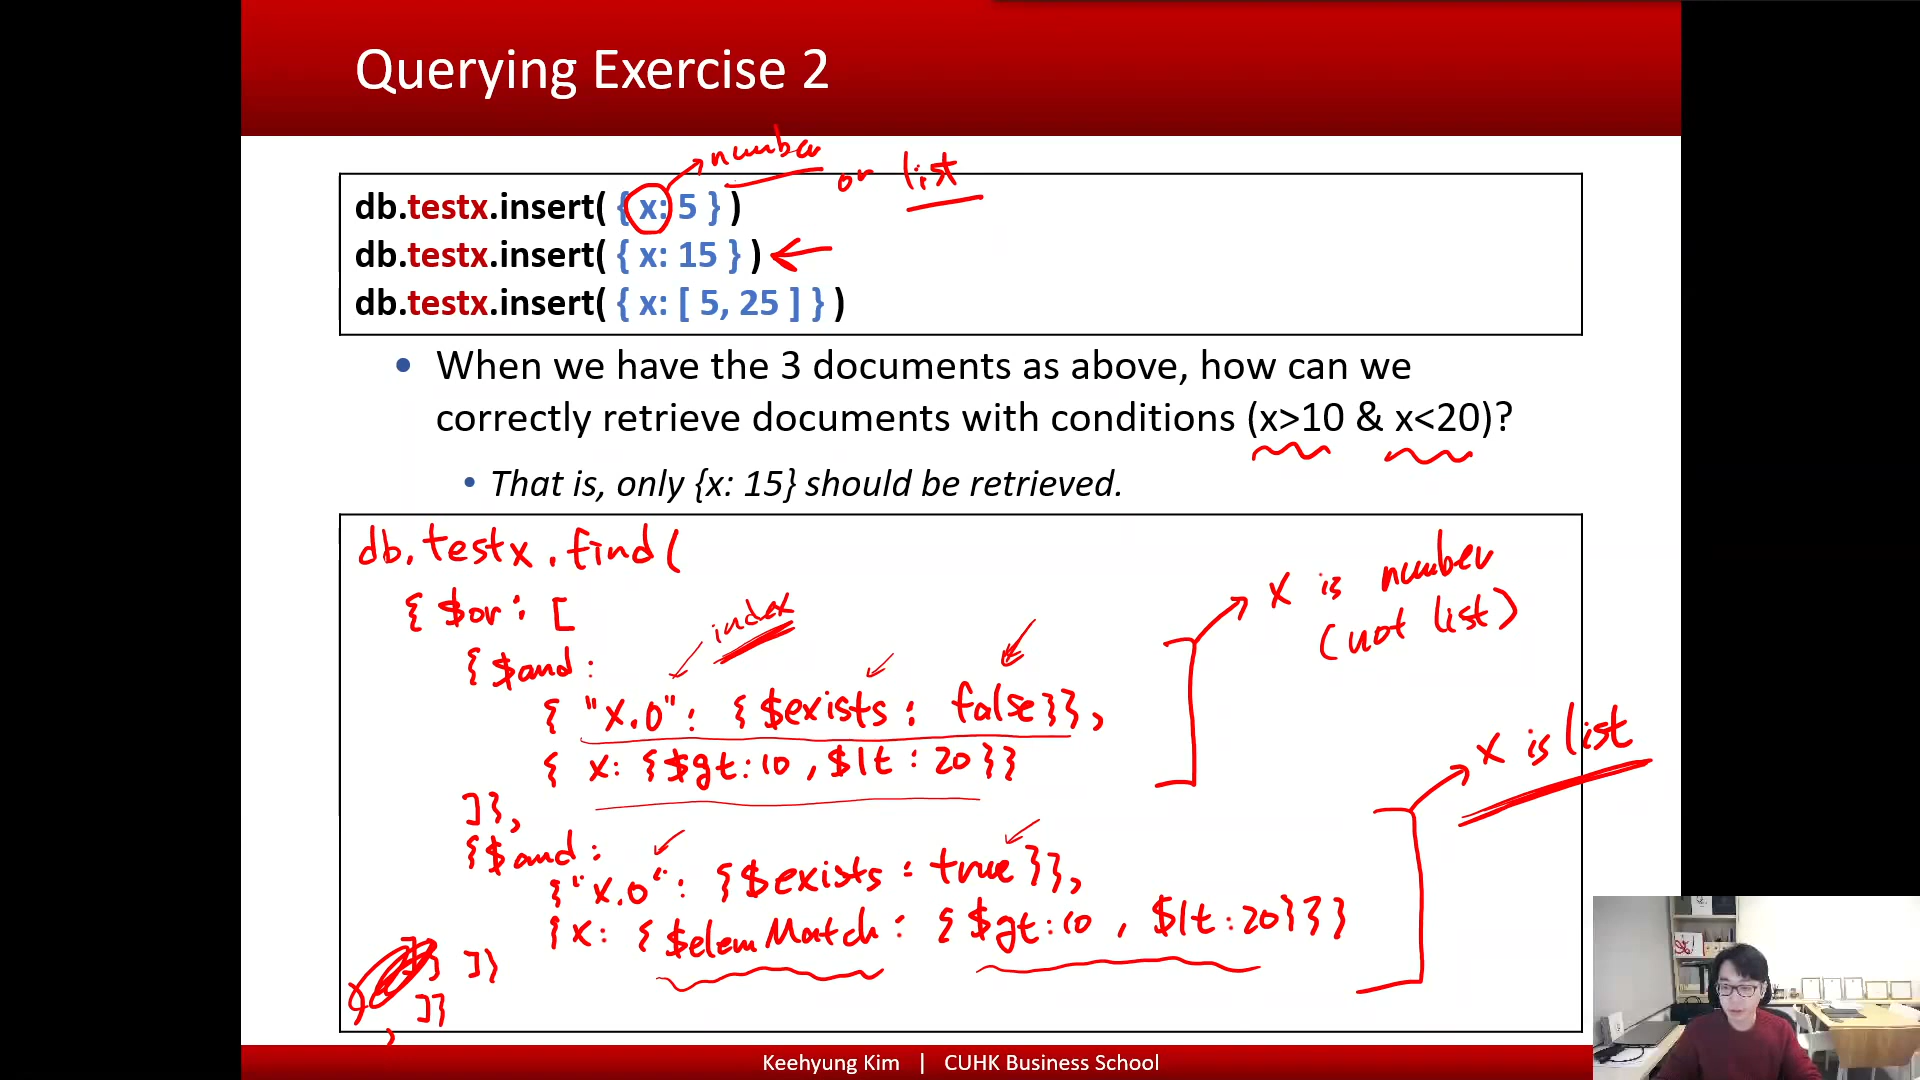 Querying Exercise 2
number or list
db.testx.insert( { x: 5 } )
db.testx.insert( { x: 15 } )
db.testx.insert( { x: [ 5, 25 ] } )
• When we have the 3 documents as above, how can we
correctly retrieve documents with conditions (x>10 & x<20)?
• That is, only {x: 15} should be retrieved.
db.testx.find(
{ $or: [
index
{ $and:
{ "x.0": { $exists: false}},
{ x: {$gt:10, $lt: 20}}
]},
x is number
(not list)
{$and:
{"x.0": {$exists: true}},
{x: {$elemMatch: {$gt:10, $lt:20}}}
]}
]}
x is list
Keehyung Kim | CUHK Business School